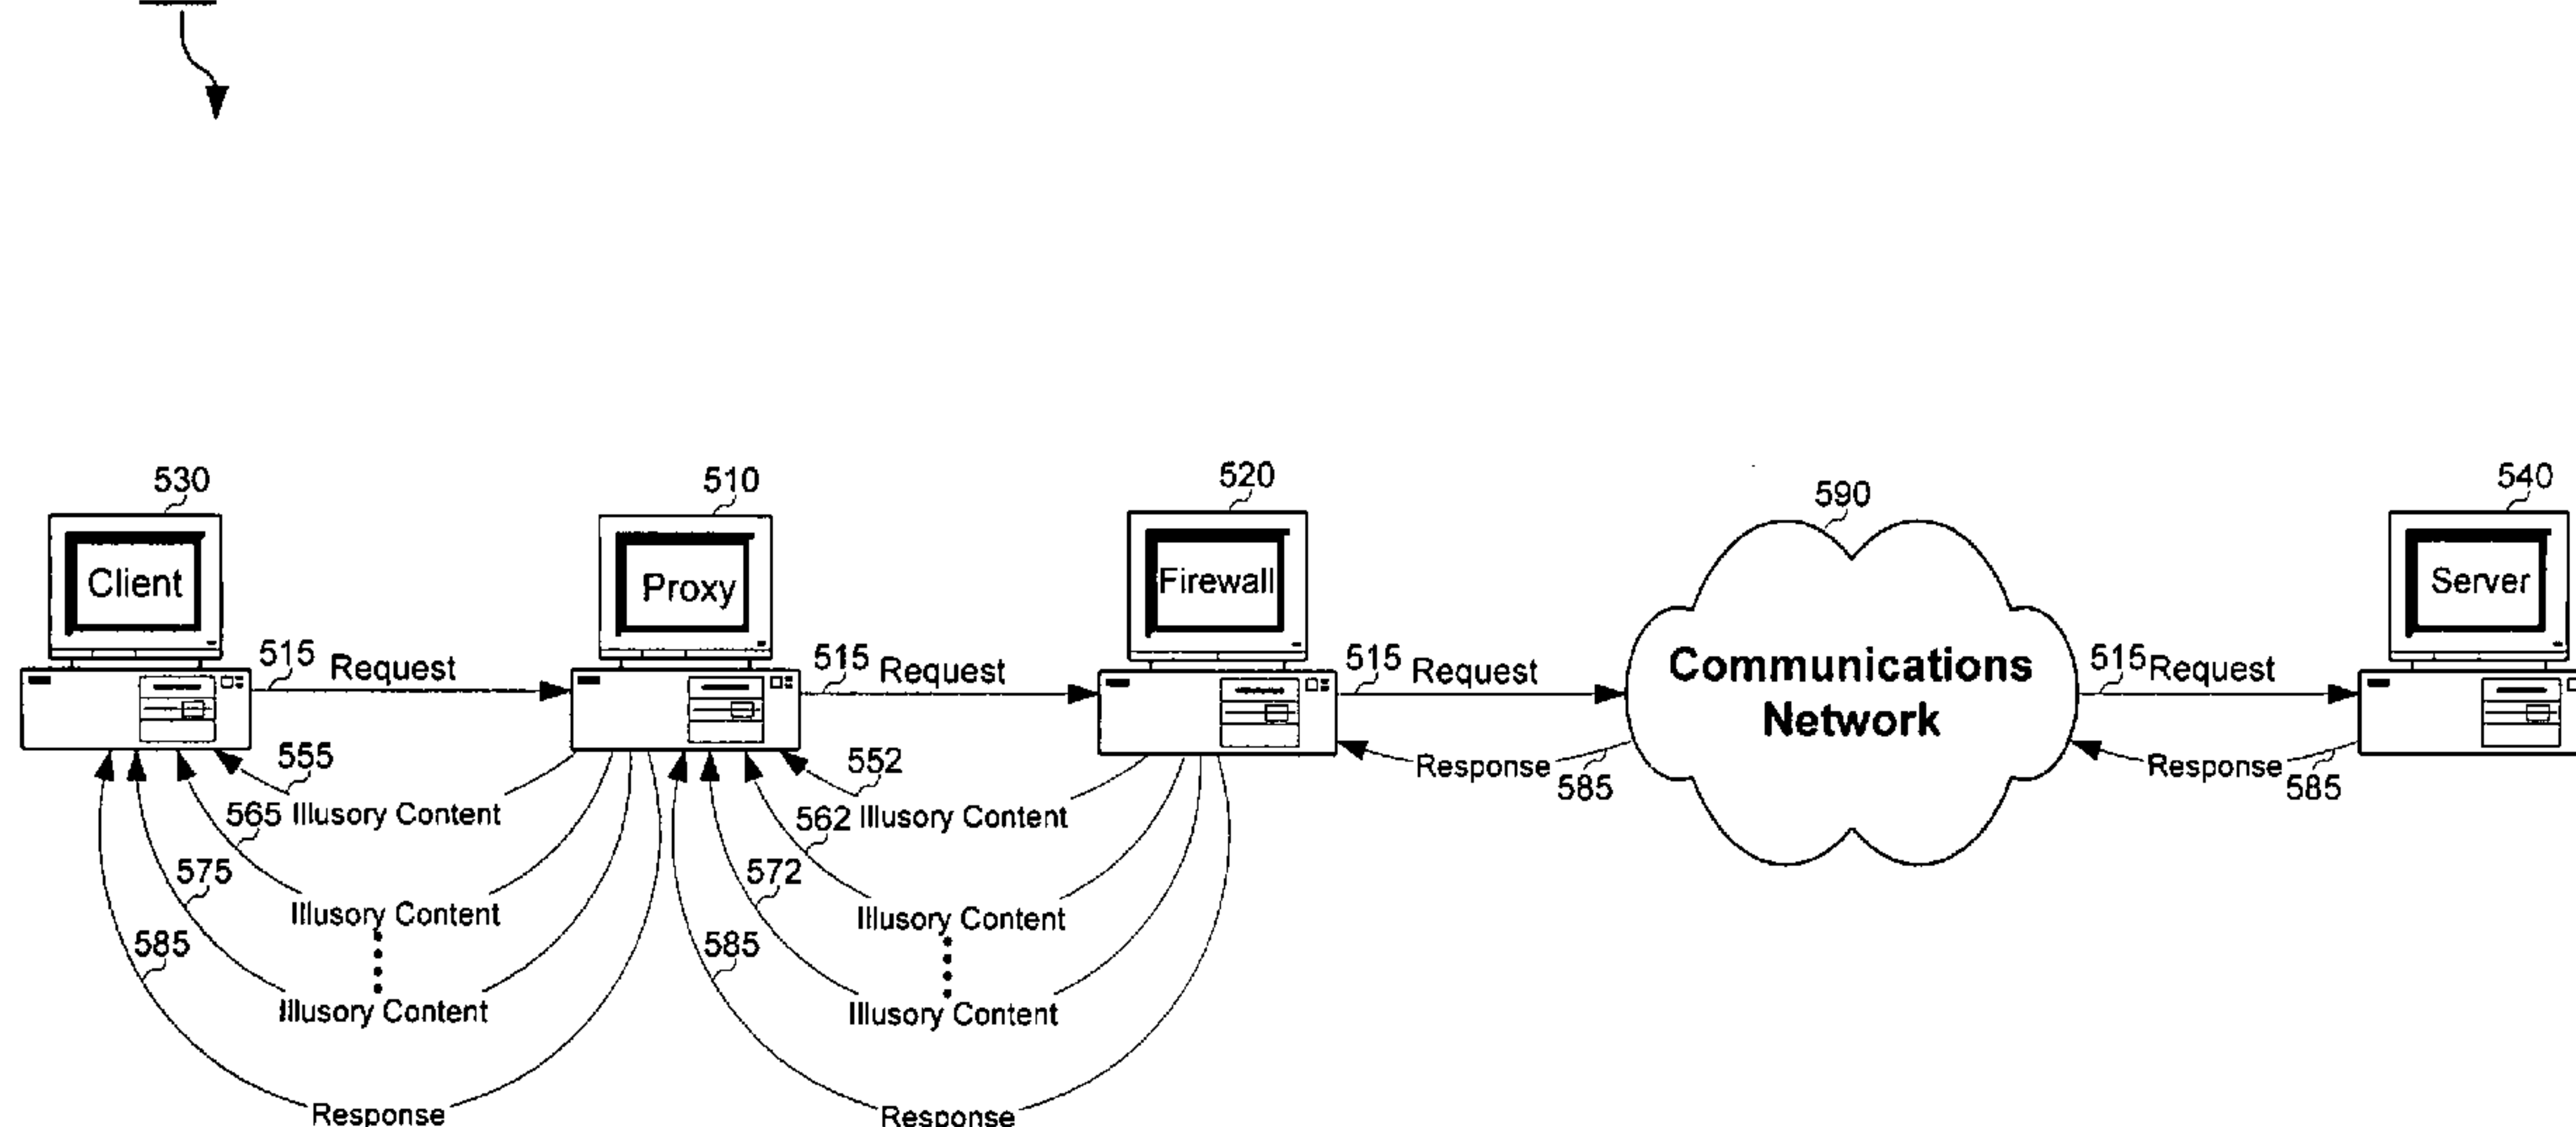 530
510
520
590
540
Client
Proxy
Firewall
Communications
Network
Server
515 Request
515 Request
515 Request
515 Request
Response
585
Response
585
555
Illusory Content
565
Illusory Content
575
Illusory Content
585
Response
552
Illusory Content
562
Illusory Content
572
Illusory Content
585
Response